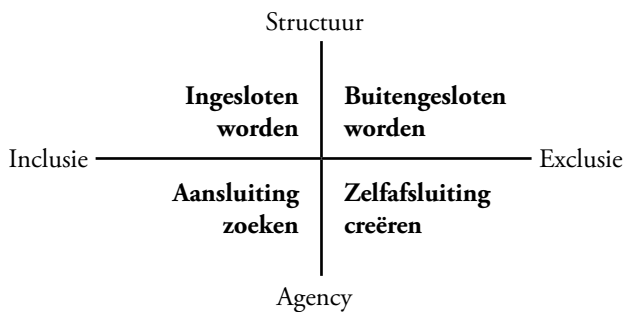 Structuur
Ingesloten
worden
Buitengesloten
worden
Inclusie
Exclusie
Aansluiting
zoeken
Zelfafsluiting
creëren
Agency